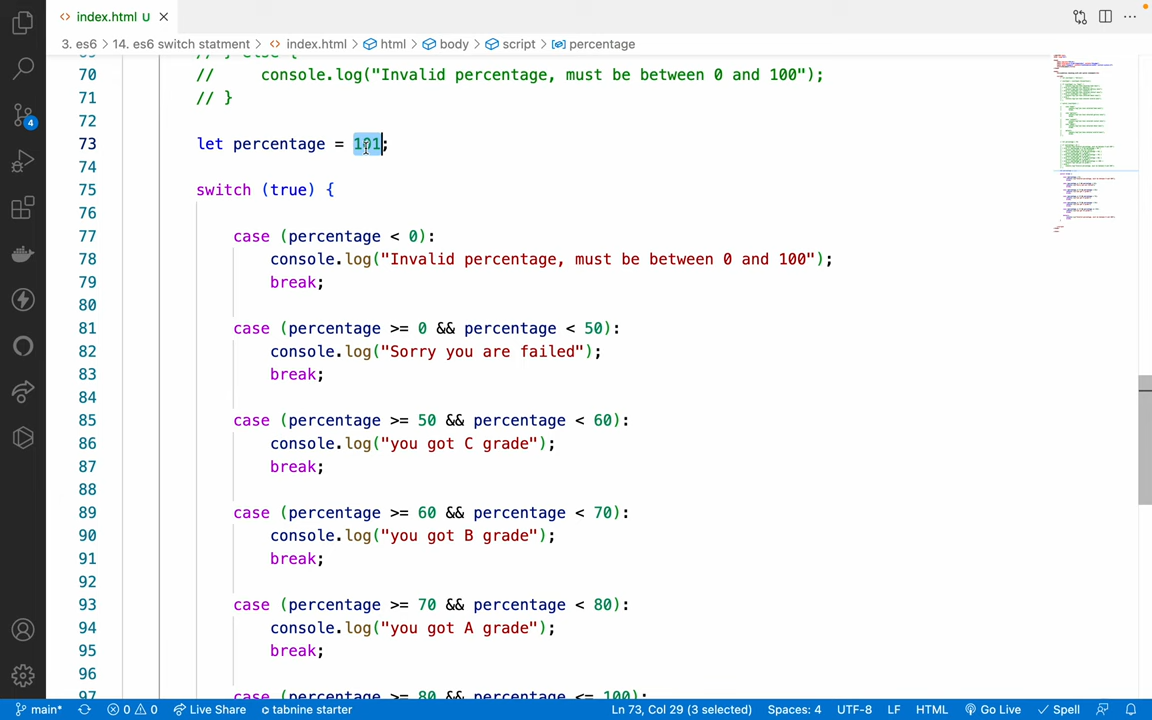 index.html U
3. es6 > 14. es6 switch statment > index.html > html > body > script > percentage
69 // } else {
70 // console.log("Invalid percentage, must be between 0 and 100");
71 // }
72
73 let percentage = 101;
74
75 switch (true) {
76
77 case (percentage < 0):
78 console.log("Invalid percentage, must be between 0 and 100");
79 break;
80
81 case (percentage >= 0 && percentage < 50):
82 console.log("Sorry you are failed");
83 break;
84
85 case (percentage >= 50 && percentage < 60):
86 console.log("you got C grade");
87 break;
88
89 case (percentage >= 60 && percentage < 70):
90 console.log("you got B grade");
91 break;
92
93 case (percentage >= 70 && percentage < 80):
94 console.log("you got A grade");
95 break;
96
97 case (percentage >= 80 && percentage <= 100):
4
main* 0 0 Live Share tabnine starter Ln 73, Col 29 (3 selected) Spaces: 4 UTF-8 LF HTML Go Live Spell